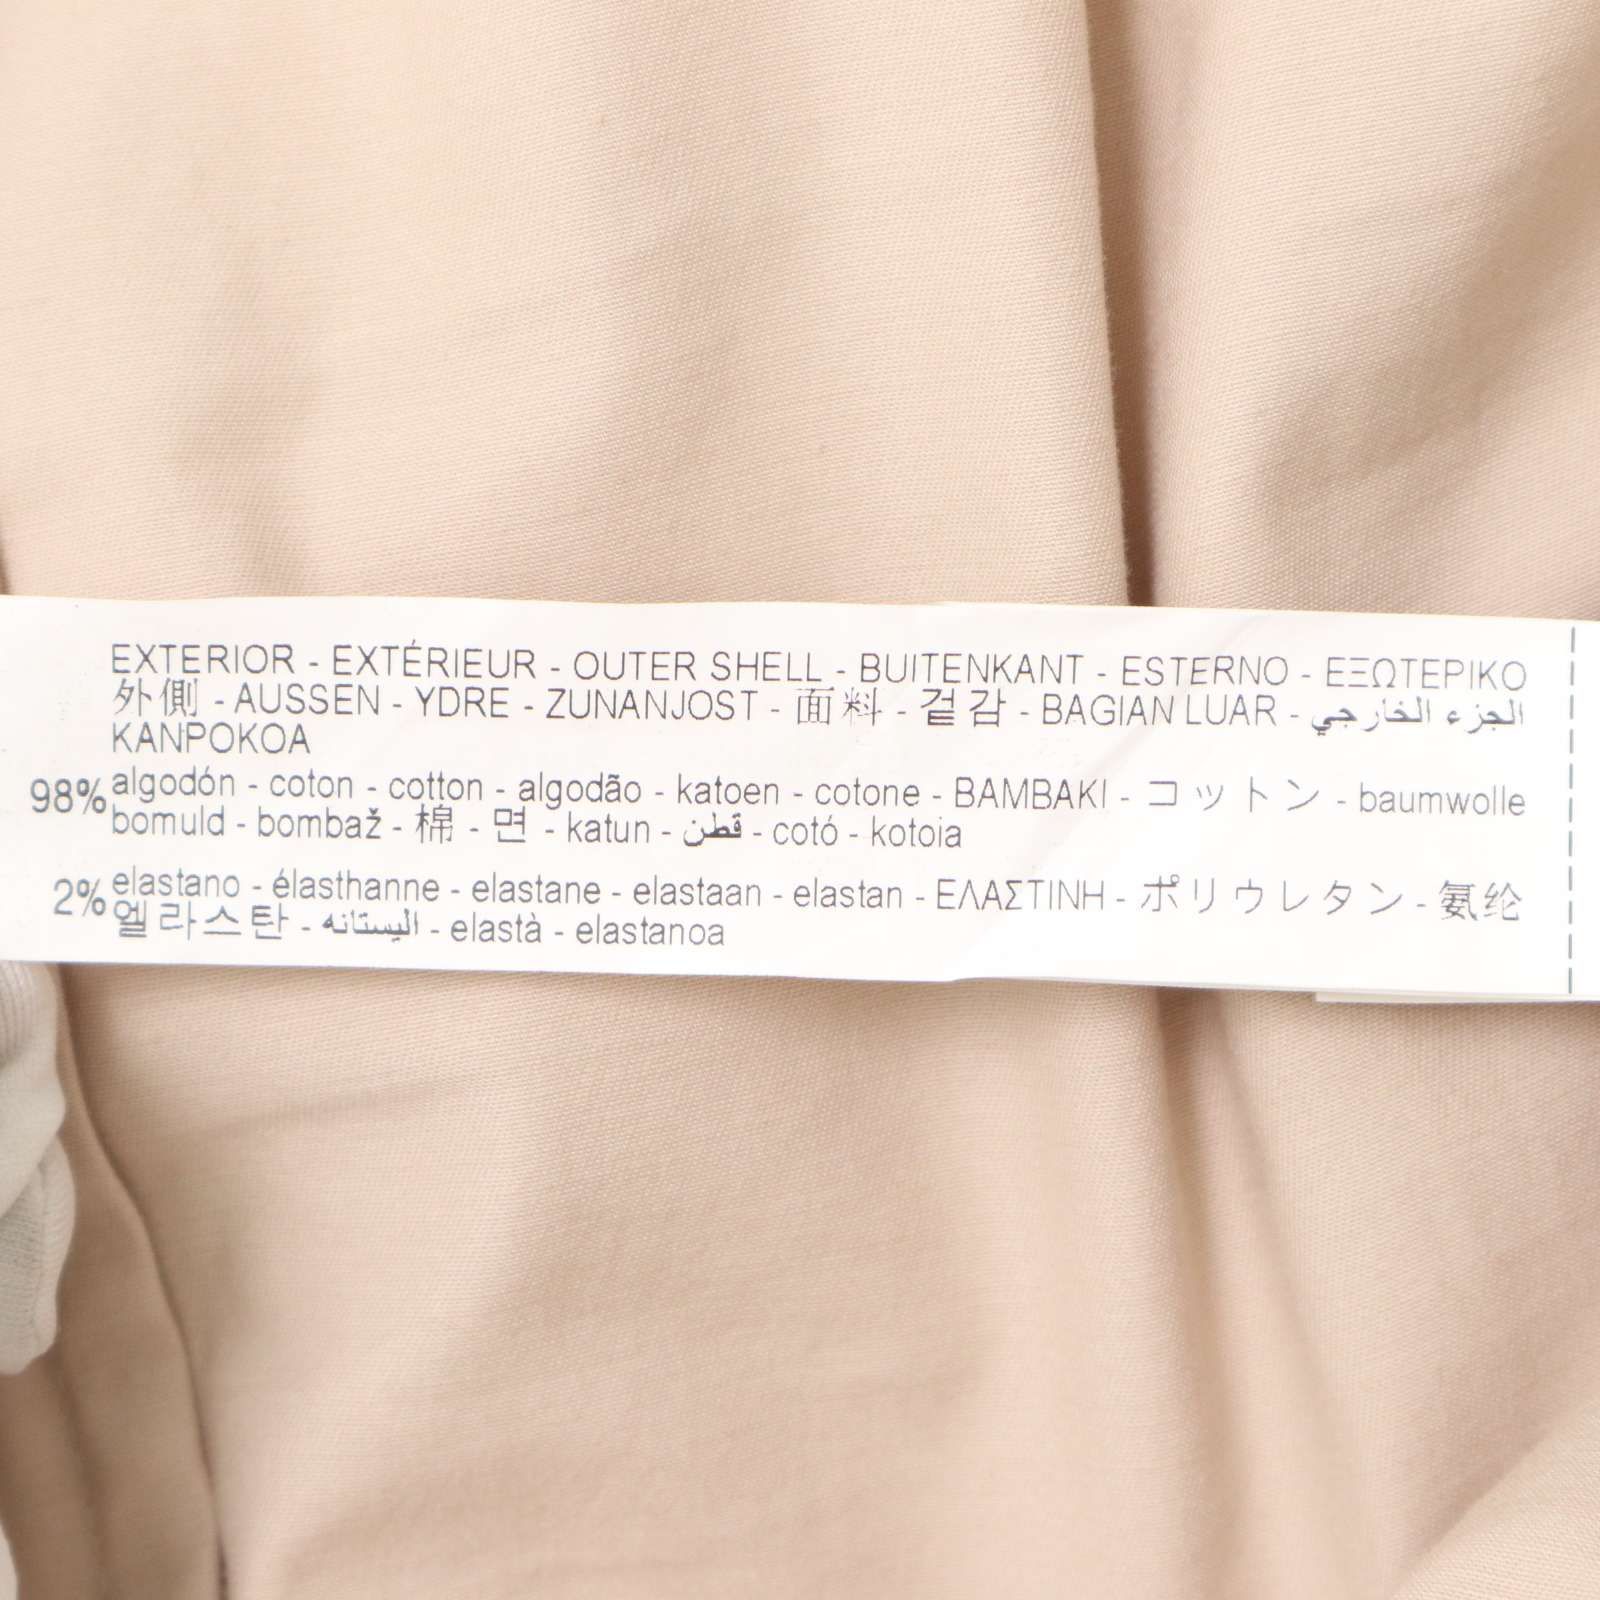 EXTERIOR - EXTÉRIEUR - OUTER SHELL - BUITENKANT - ESTERNO - ΕΞΩΤΕΡΙΚΟ
外側 - AUSSEN - YDRE - ZUNANJOST - 面料 - 겉감 - BAGIAN LUAR - الجزء الخارجي
KANPOKOA
98% algodón - coton - cotton - algodão - katoen - cotone - BAMBAKI - コットン - baumwolle
bomuld - bombaž - 棉 - 면 - katun - قطن - cotó - kotoia
2% elastano - élasthanne - elastane - elastaan - elastan - ΕΛΑΣΤΙΝΗ - ポリウレタン - 氨纶
엘라스탄 - اليستانه - elastà - elastanoa